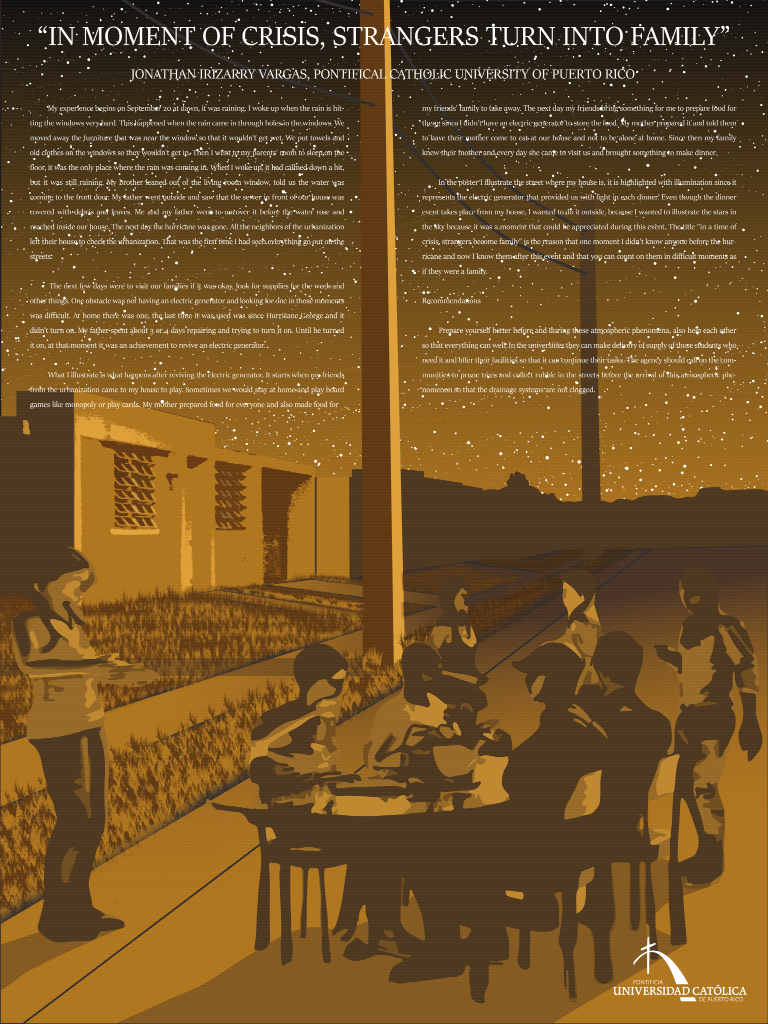 “IN MOMENT OF CRISIS, STRANGERS TURN INTO FAMILY”
JONATHAN IRIZARRY VARGAS, PONTIFICAL CATHOLIC UNIVERSITY OF PUERTO RICO
My experience begins on September 20 at dawn, it was raining, I woke up when the rain is hit-
ting the windows very hard. This happened when the rain came in through holes in the windows. We
moved away the furniture that was near the window so that it wouldn't get wet. We put towels and
old clothes on the windows so they wouldn't get in. Then I went to my parents' room to sleep on the
floor, it was the only place where the rain was coming in. When I woke up, it had calmed down a bit,
but it was still raining. My brother leaned out of the living room window, told us the water was
coming to the front door. My father went outside and saw that the sewer in front of our house was
covered with debris and leaves. Me and my father went to uncover it before the water rose and
reached inside our house. The next day the hurricane was gone. All the neighbors of the urbanization
left their house to check the urbanization. That was the first time I had seen everything go out on the
streets.
The next few days were to visit our families if it was okay, look for supplies for the week and
other things. One obstacle was not having an electric generator and looking for one in those moments
was difficult. At home there was one, the last time it was used was since Hurricane George and it
didn't turn on. My father spent about 3 or 4 days repairing and trying to turn it on. Until he turned
it on, at that moment it was an achievement to revive an electric generator.
What I illustrate is what happens after reviving the electric generator. It starts when my friends
from the urbanization came to my house to play. Sometimes we would stay at home and play board
games like monopoly or play cards. My mother prepared food for everyone and also made food for
my friends' family to take away. The next day my friends bring something for me to prepare food for
them since I didn't have an electric generator to store the food. My mother prepared it and told them
to have their mother come to eat at our house and not to be alone at home. Since then my family
knew their mother and every day she came to visit us and brought something to make dinner.
In the poster I illustrate the street where my house is, it is highlighted with illumination since it
represents the electric generator that provided us with light in each dinner. Even though the dinner
event takes place from my house, I wanted to do it outside, because I wanted to illustrate the stars in
the sky because it was a moment that could be appreciated during this event. The title "in a time of
crisis, strangers become family" is the reason that one moment I didn't know anyone before the hur-
ricane and now I know them after this event and that you can count on them in difficult moments as
if they were a family.
Recommendations
Prepare yourself better before and during these atmospheric phenomena, also help each other
so that everything can well. In the universities they can make delivery of supply of those students who
need it and offer their facilities so that it can continue their tasks. The agency should call on the com-
munities to prune trees and collect rubble in the streets before the arrival of this atmospheric phe-
nomenon so that the drainage systems are not clogged.
PONTIFICIA
UNIVERSIDAD CATÓLICA
DE PUERTO RICO